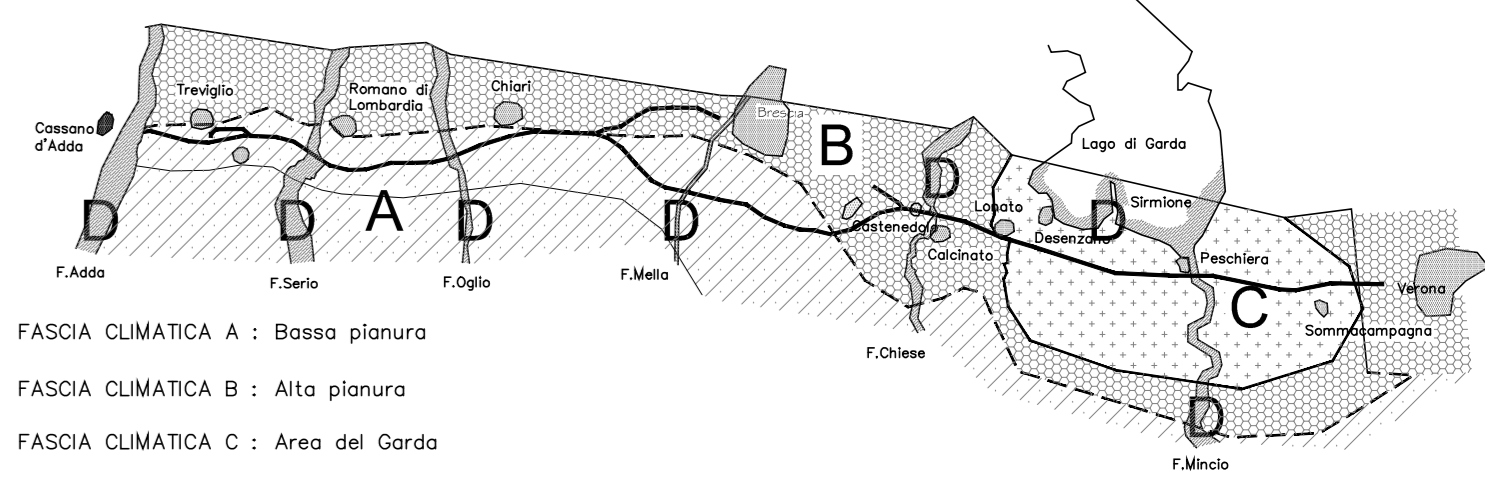 Treviglio
Romano di
Lombardia
Chiari
Cassano
d'Adda
Brescia
B
Lago di Garda
D
Sirmione
Lonato
D
D
D
A
D
D
Castenedolo
Desenzano
Calcinato
Peschiera
F.Adda
F.Serio
F.Oglio
F.Mella
C
Verona
Sommacampagna
FASCIA CLIMATICA A : Bassa pianura
F.Chiese
FASCIA CLIMATICA B : Alta pianura
D
FASCIA CLIMATICA C : Area del Garda
F.Mincio